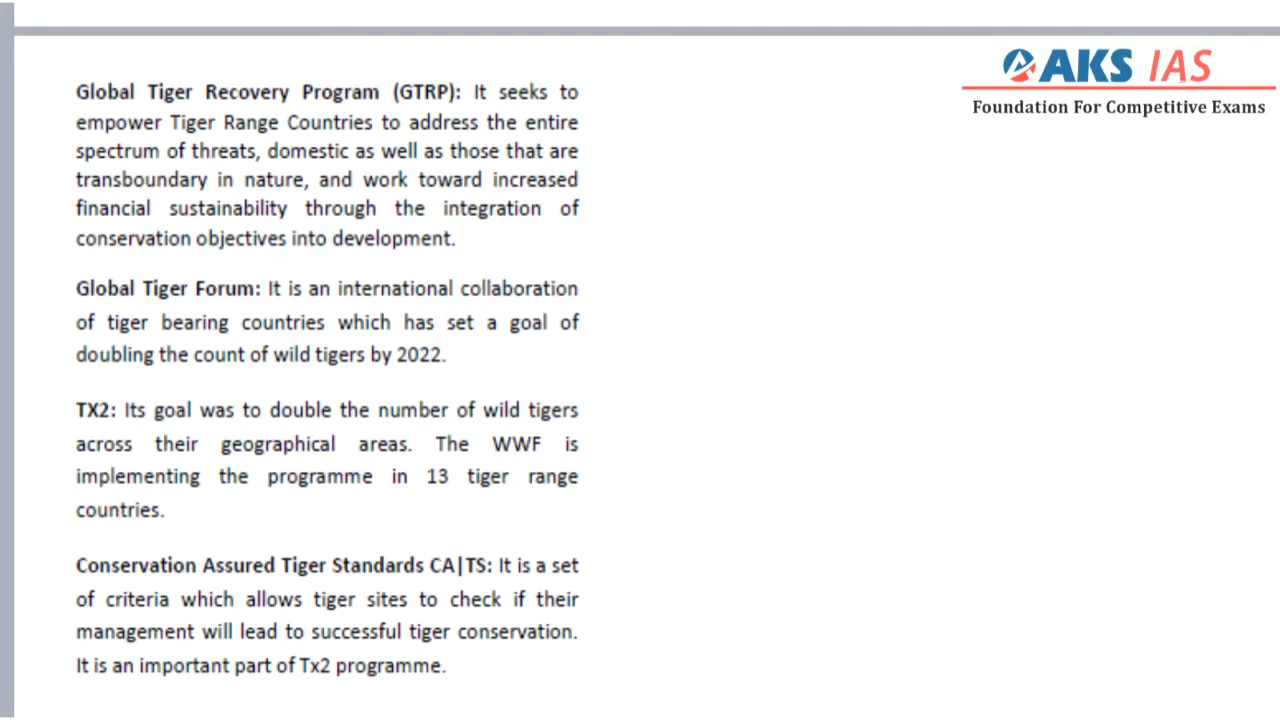 AKS IAS
Foundation For Competitive Exams
Global Tiger Recovery Program (GTRP): It seeks to
empower Tiger Range Countries to address the entire
spectrum of threats, domestic as well as those that are
transboundary in nature, and work toward increased
financial sustainability through the integration of
conservation objectives into development.
Global Tiger Forum: It is an international collaboration
of tiger bearing countries which has set a goal of
doubling the count of wild tigers by 2022.
TX2: Its goal was to double the number of wild tigers
across their geographical areas. The WWF is
implementing the programme in 13 tiger range
countries.
Conservation Assured Tiger Standards CA|TS: It is a set
of criteria which allows tiger sites to check if their
management will lead to successful tiger conservation.
It is an important part of Tx2 programme.